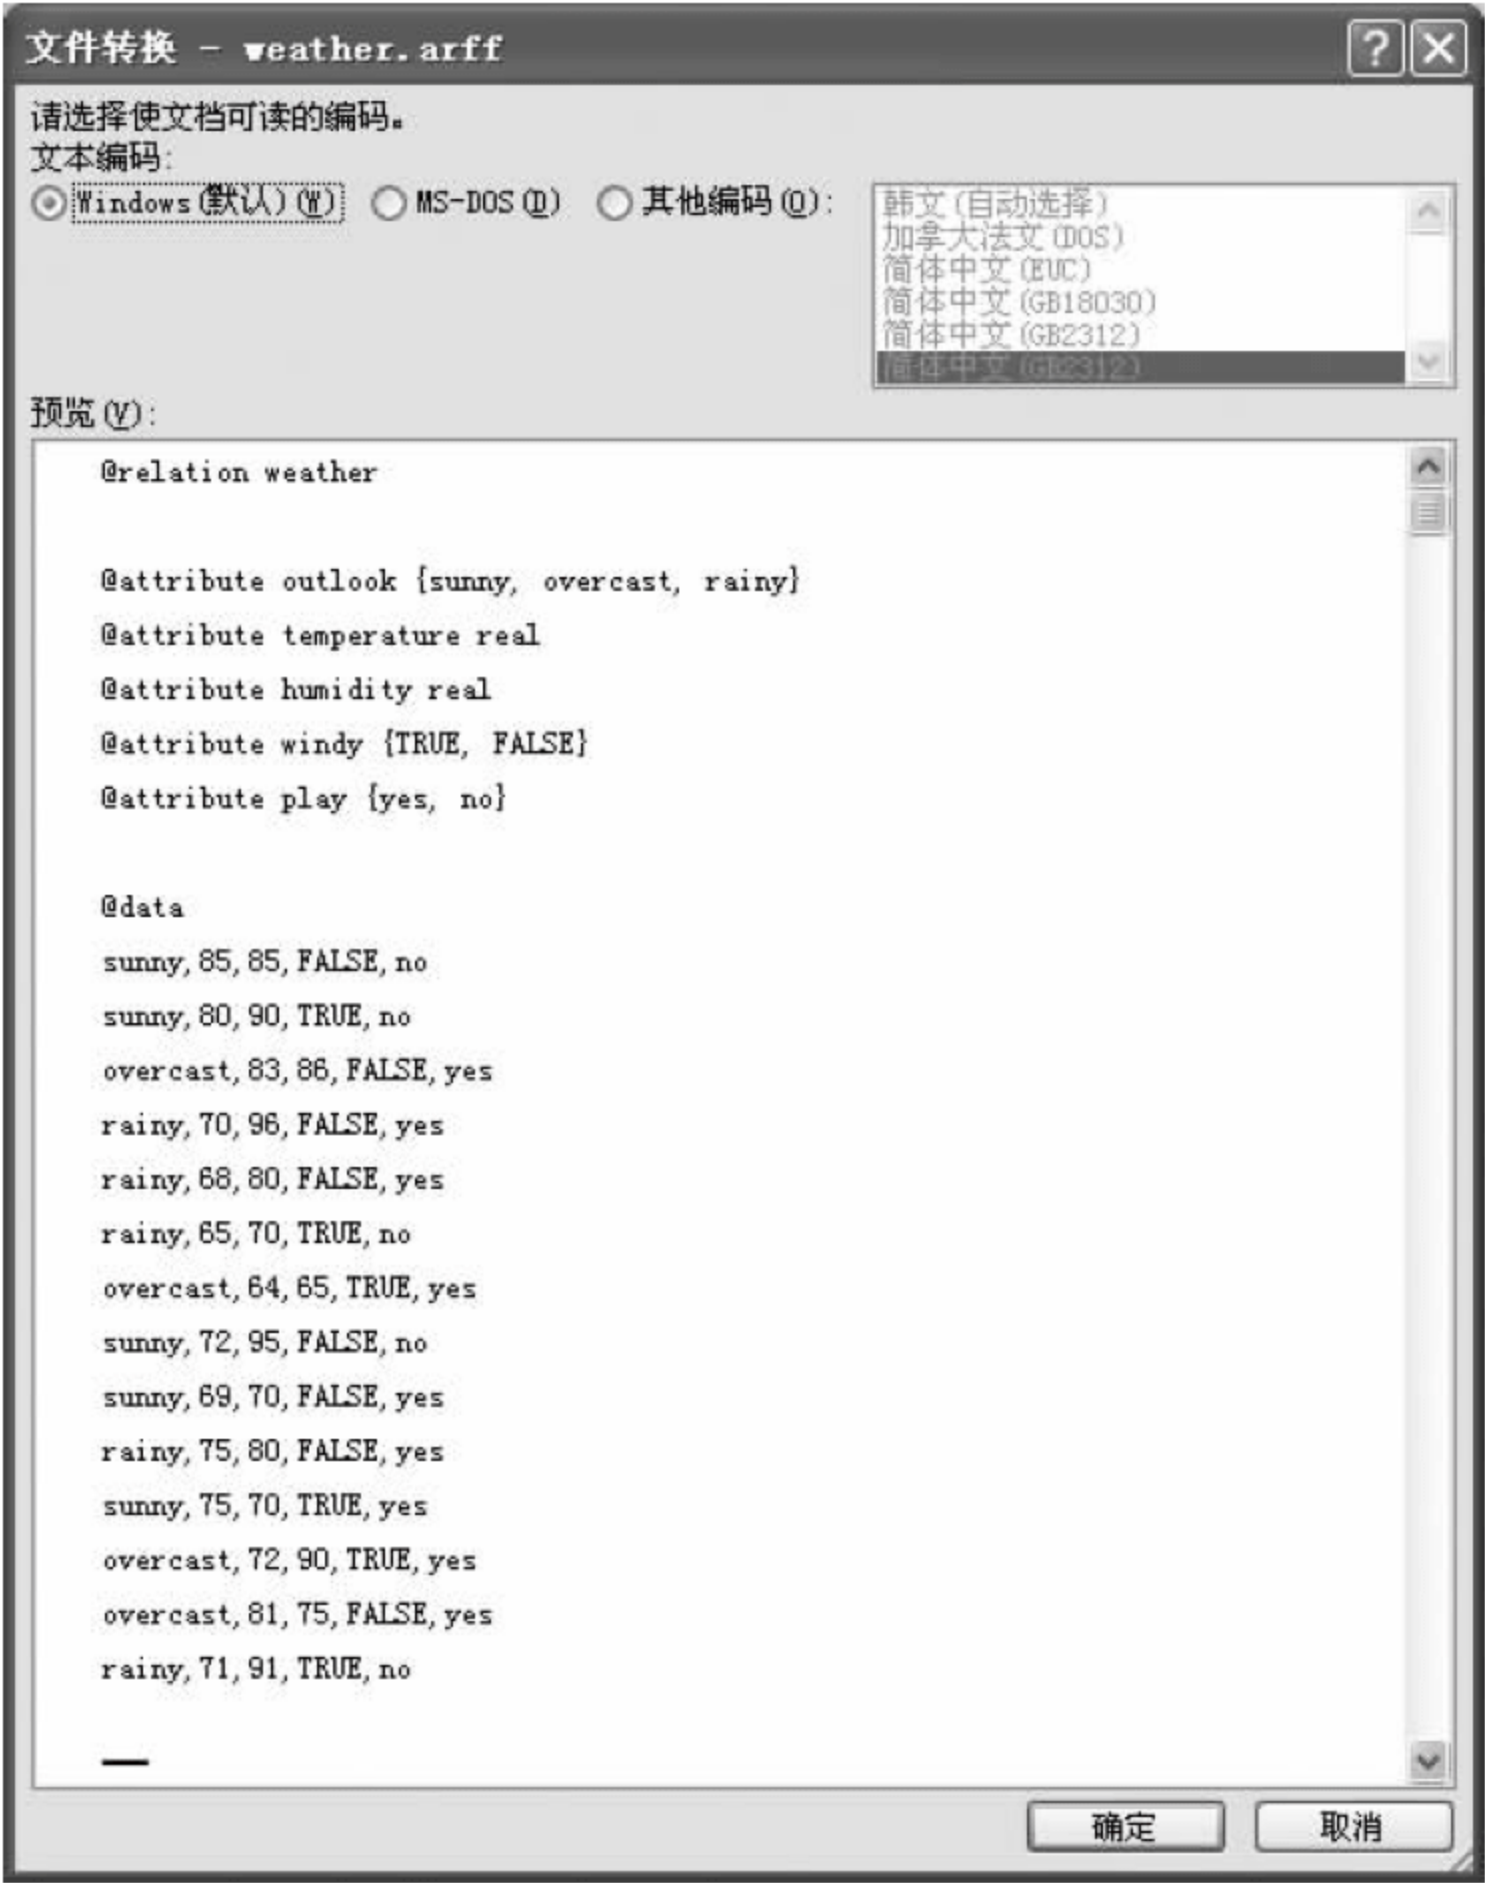 文件转换 - weather.arff
请选择使文档可读的编码。
文本编码:
Windows(默认)(W) MS-DOS(D) 其他编码(O):
韩文(自动选择)
加拿大法文(DOS)
简体中文(EUC)
简体中文(GB18030)
简体中文(GB2312)
简体中文(GB2312)
预览(V):
@relation weather
@attribute outlook {sunny, overcast, rainy}
@attribute temperature real
@attribute humidity real
@attribute windy {TRUE, FALSE}
@attribute play {yes, no}
@data
sunny,85,85,FALSE,no
sunny,80,90,TRUE,no
overcast,83,86,FALSE,yes
rainy,70,96,FALSE,yes
rainy,68,80,FALSE,yes
rainy,65,70,TRUE,no
overcast,64,65,TRUE,yes
sunny,72,95,FALSE,no
sunny,69,70,FALSE,yes
rainy,75,80,FALSE,yes
sunny,75,70,TRUE,yes
overcast,72,90,TRUE,yes
overcast,81,75,FALSE,yes
rainy,71,91,TRUE,no
确定 取消